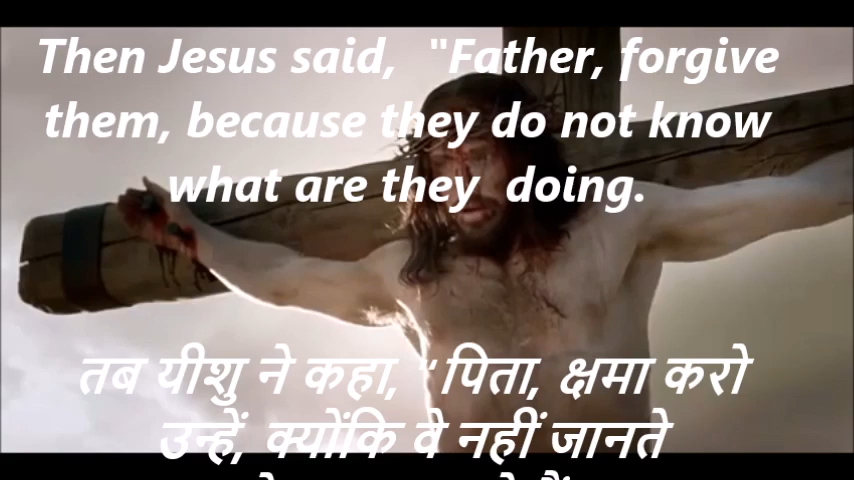 Then Jesus said, "Father, forgive
them, because they do not know
what are they doing.
तब यीशु ने कहा, "पिता, क्षमा करो
उन्हें, क्योंकि वे नहीं जानते